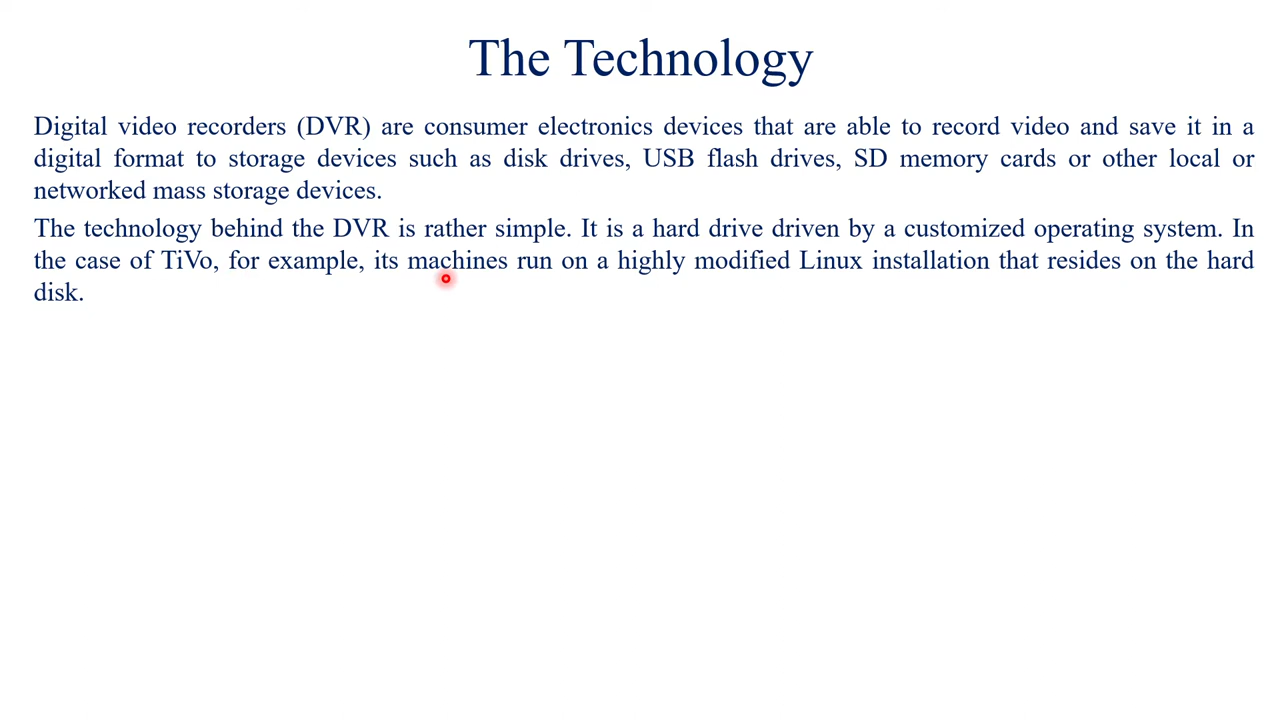 The Technology
Digital video recorders (DVR) are consumer electronics devices that are able to record video and save it in a
digital format to storage devices such as disk drives, USB flash drives, SD memory cards or other local or
networked mass storage devices.
The technology behind the DVR is rather simple. It is a hard drive driven by a customized operating system. In
the case of TiVo, for example, its machines run on a highly modified Linux installation that resides on the hard
disk.